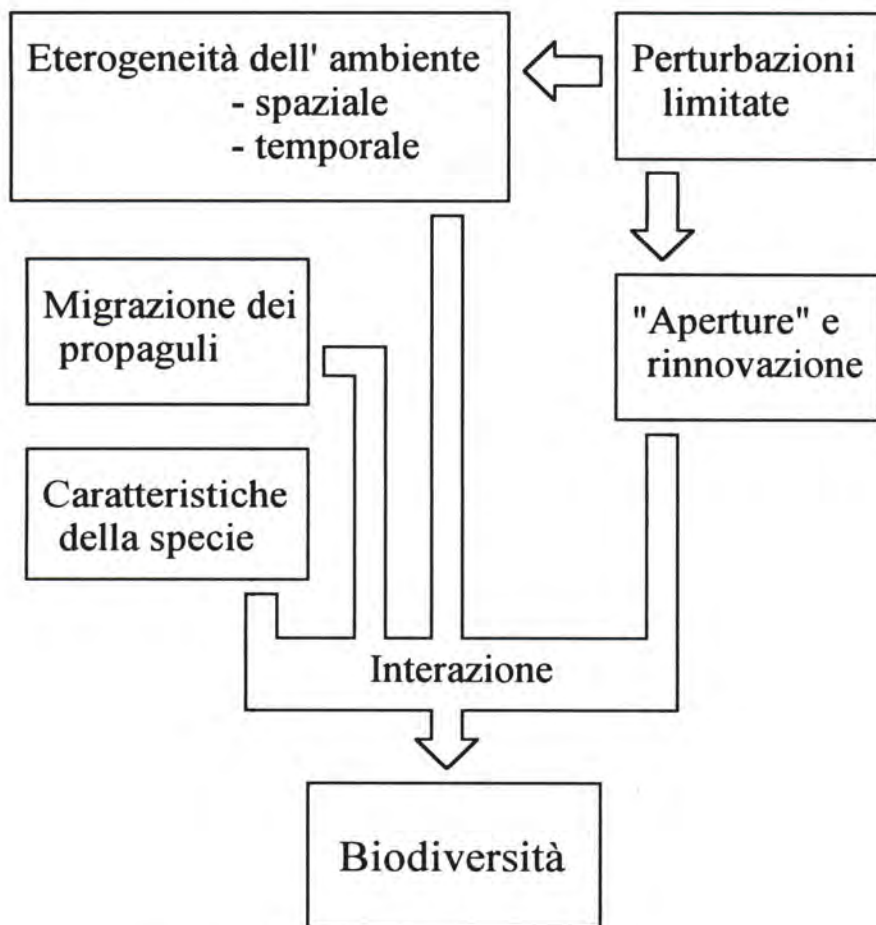 Eterogeneità dell' ambiente
- spaziale
- temporale
Perturbazioni
limitate
Migrazione dei
propaguli
"Aperture" e
rinnovazione
Caratteristiche
della specie
Interazione
Biodiversità